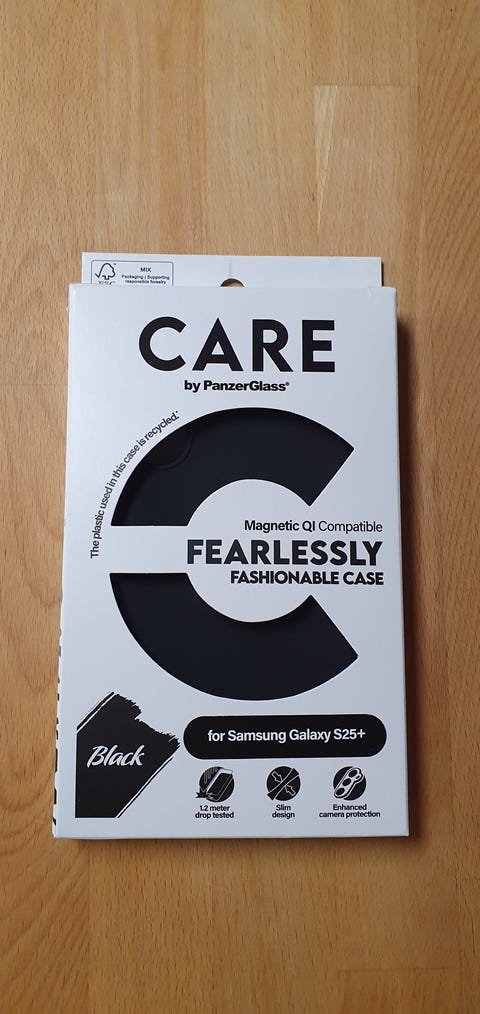 MIX
Packaging | Supporting
responsible forestry
FSC
CARE
by PanzerGlass®
The plastic used in this case is recycled.*
Magnetic QI Compatible
FEARLESSLY
FASHIONABLE CASE
Black
for Samsung Galaxy S25+
1.2 meter
drop tested
Slim
design
Enhanced
camera protection